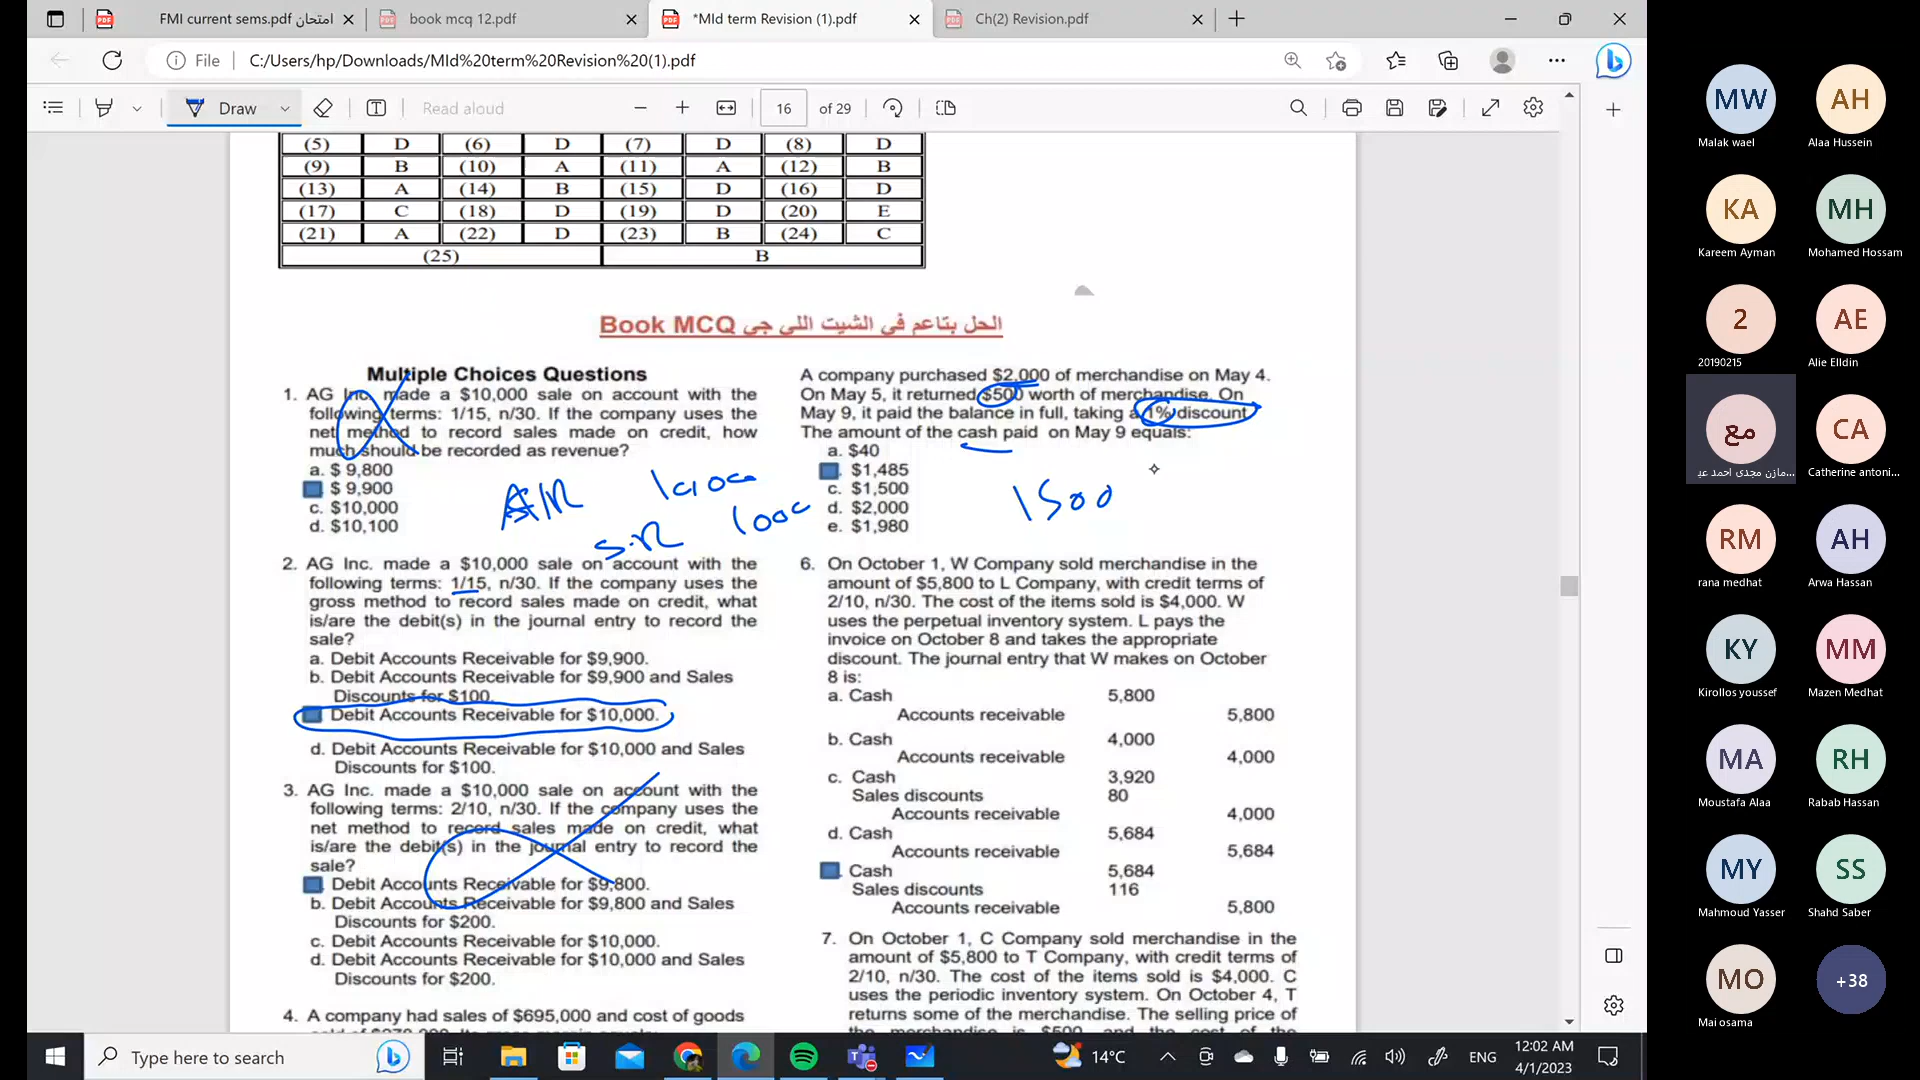 FMI current sems.pdf امتحان
book mcq 12.pdf
*MId term Revision (1).pdf
Ch(2) Revision.pdf
File
C:/Users/hp/Downloads/MId%20term%20Revision%20(1).pdf
Draw
Read aloud
16
of 29
(5) D (6) D (7) D (8) D
(9) B (10) A (11) A (12) B
(13) A (14) B (15) D (16) D
(17) C (18) D (19) D (20) E
(21) A (22) D (23) B (24) C
(25) B
Book MCQ الحل بتاعم في الشيت اللي جي
Multiple Choices Questions
1. AG Inc. made a $10,000 sale on account with the
following terms: 1/15, n/30. If the company uses the
net method to record sales made on credit, how
much should be recorded as revenue?
a. $ 9,800
$ 9,900
c. $10,000
d. $10,100
A/R 10,000
S.R 1000
2. AG Inc. made a $10,000 sale on account with the
following terms: 1/15, n/30. If the company uses the
gross method to record sales made on credit, what
is/are the debit(s) in the journal entry to record the
sale?
a. Debit Accounts Receivable for $9,900.
b. Debit Accounts Receivable for $9,900 and Sales
Discounts for $100.
Debit Accounts Receivable for $10,000.
d. Debit Accounts Receivable for $10,000 and Sales
Discounts for $100.
3. AG Inc. made a $10,000 sale on account with the
following terms: 2/10, n/30. If the company uses the
net method to record sales made on credit, what
is/are the debit(s) in the journal entry to record the
sale?
Debit Accounts Receivable for $9,800.
b. Debit Accounts Receivable for $9,800 and Sales
Discounts for $200.
c. Debit Accounts Receivable for $10,000.
d. Debit Accounts Receivable for $10,000 and Sales
Discounts for $200.
4. A company had sales of $695,000 and cost of goods
A company purchased $2,000 of merchandise on May 4.
On May 5, it returned $500 worth of merchandise. On
May 9, it paid the balance in full, taking a 1% discount.
The amount of the cash paid on May 9 equals:
a. $40
$1,485
c. $1,500
d. $2,000
e. $1,980
1500
6. On October 1, W Company sold merchandise in the
amount of $5,800 to L Company, with credit terms of
2/10, n/30. The cost of the items sold is $4,000. W
uses the perpetual inventory system. L pays the
invoice on October 8 and takes the appropriate
discount. The journal entry that W makes on October
8 is:
a. Cash 5,800
Accounts receivable 5,800
b. Cash 4,000
Accounts receivable 4,000
c. Cash 3,920
Sales discounts 80
Accounts receivable 4,000
d. Cash 5,684
Accounts receivable 5,684
Cash 5,684
Sales discounts 116
Accounts receivable 5,800
7. On October 1, C Company sold merchandise in the
amount of $5,800 to T Company, with credit terms of
2/10, n/30. The cost of the items sold is $4,000. C
uses the periodic inventory system. On October 4, T
returns some of the merchandise. The selling price of
the merchandise is $500 and the cost of the
MW
Malak wael
AH
Alaa Hussein
KA
Kareem Ayman
MH
Mohamed Hossam
2
20190215
AE
Alie Elldin
مع
مازن مجدى احمد عبد...
CA
Catherine antoni...
RM
rana medhat
AH
Arwa Hassan
KY
Kirollos youssef
MM
Mazen Medhat
MA
Moustafa Alaa
RH
Rabab Hassan
MY
Mahmoud Yasser
SS
Shahd Saber
MO
Mai osama
+38
Type here to search
14°C
ENG
12:02 AM
4/1/2023